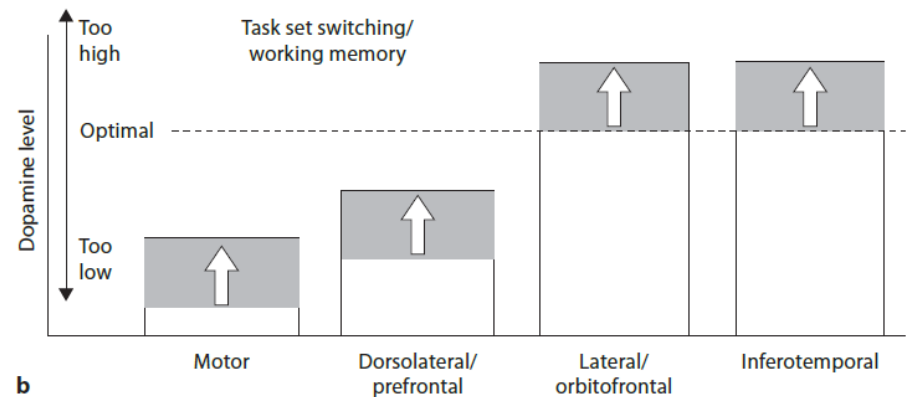 Too
high
Task set switching/
working memory
Optimal
Dopamine level
Too
low
Motor
Dorsolateral/
prefrontal
Lateral/
orbitofrontal
Inferotemporal
b